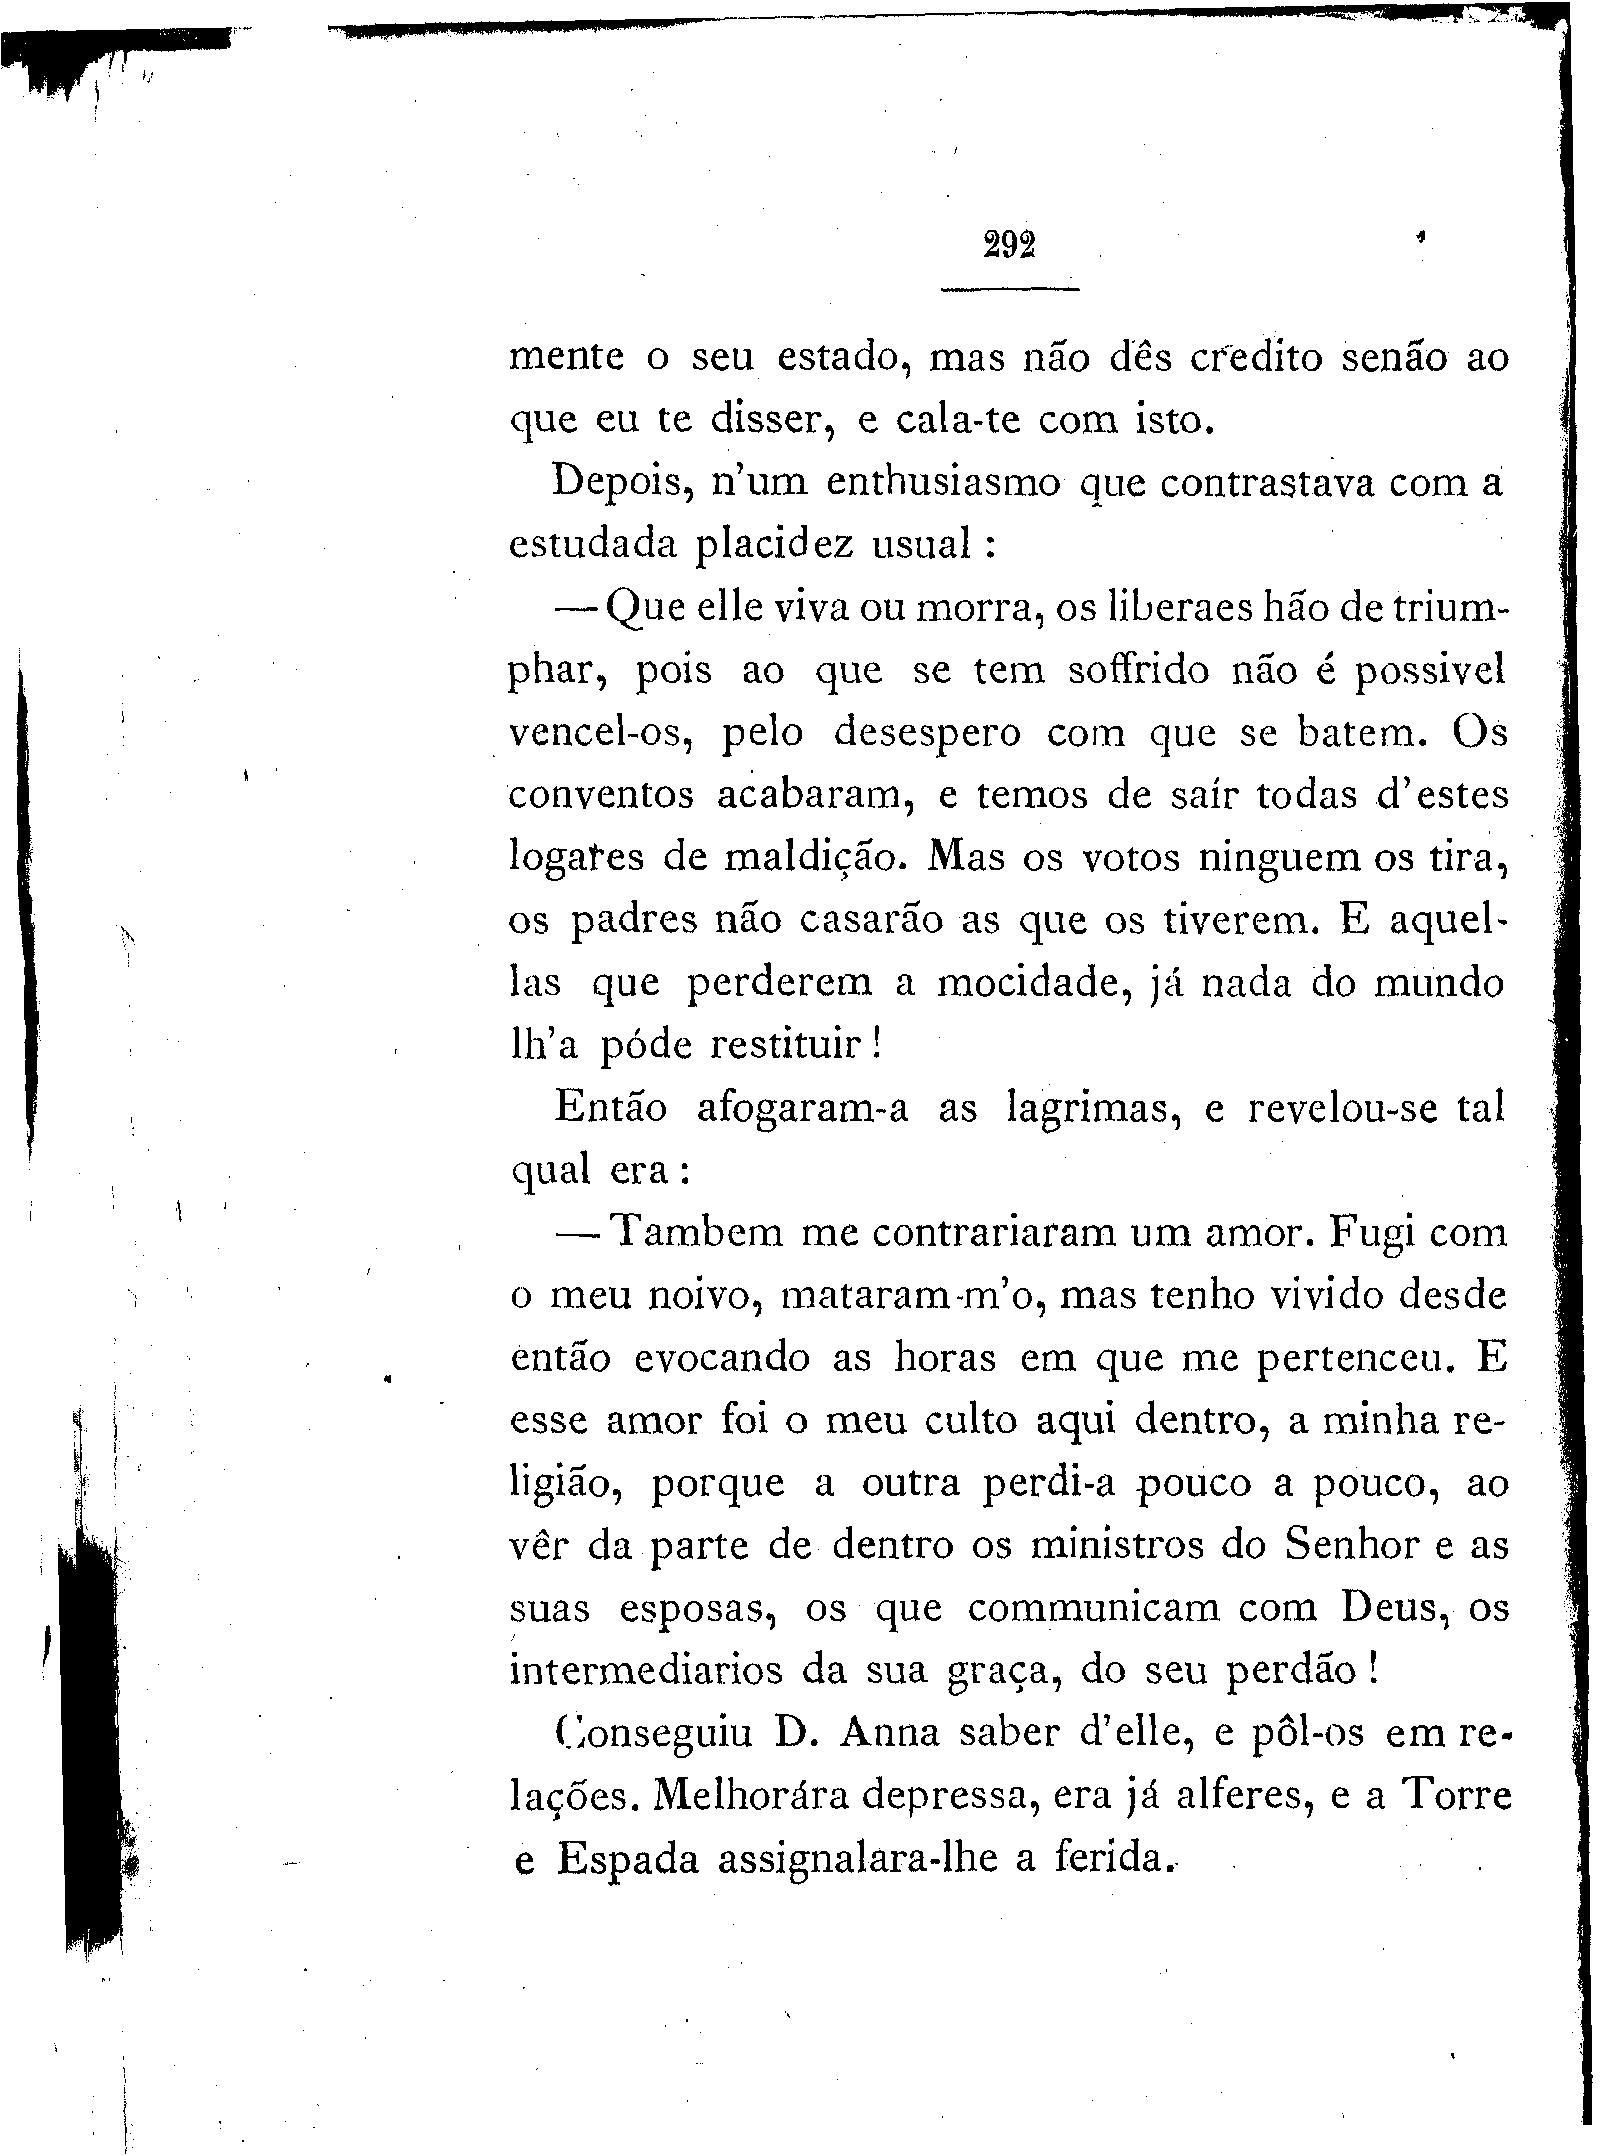 292
mente o seu estado, mas não dês credito senão ao
que eu te disser, e cala-te com isto.
Depois, n'um enthusiasmo que contrastava com a
estudada placidez usual :
— Que elle viva ou morra, os liberaes hão de trium-
phar, pois ao que se tem soffrido não é possivel
vencel-os, pelo desespero com que se batem. Os
conventos acabaram, e temos de saír todas d'estes
logares de maldição. Mas os votos ninguem os tira,
os padres não casarão as que os tiverem. E aquel-
las que perderem a mocidade, já nada do mundo
lh'a póde restituir !
Então afogaram-a as lagrimas, e revelou-se tal
qual era :
— Tambem me contrariaram um amor. Fugi com
o meu noivo, mataram-m'o, mas tenho vivido desde
então evocando as horas em que me pertenceu. E
esse amor foi o meu culto aqui dentro, a minha re-
ligião, porque a outra perdi-a pouco a pouco, ao
vêr da parte de dentro os ministros do Senhor e as
suas esposas, os que communicam com Deus, os
intermediarios da sua graça, do seu perdão !
Conseguiu D. Anna saber d'elle, e pôl-os em re-
lações. Melhorára depressa, era já alferes, e a Torre
e Espada assignalara-lhe a ferida.